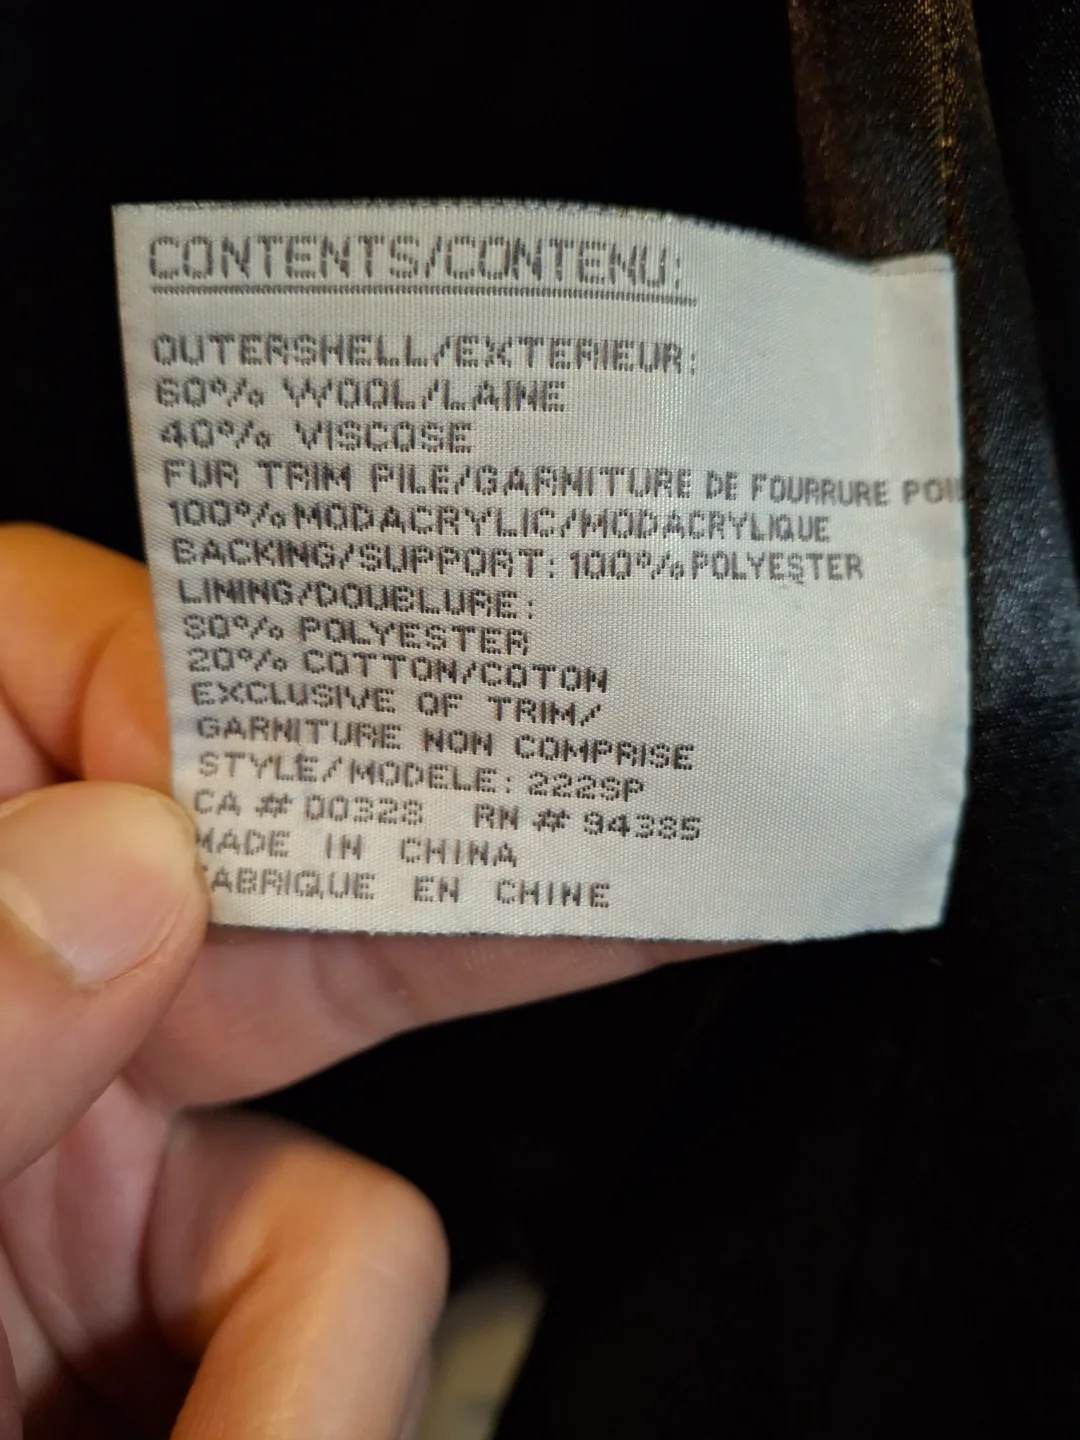 CONTENTS/CONTENU:
OUTERSHELL/EXTERIEUR:
60% WOOL/LAINE
40% VISCOSE
FUR TRIM PILE/GARNITURE DE FOURRURE
100% MODACRYLIC/MODACRYLIQUE
BACKING/SUPPORT: 100% POLYESTER
LINING/DOUBLURE:
80% POLYESTER
20% COTTON/COTON
EXCLUSIVE OF TRIM/
GARNITURE NON COMPRISE
STYLE/MODELE: 222SP
CA # 00328 RN # 94385
MADE IN CHINA
FABRIQUE EN CHINE